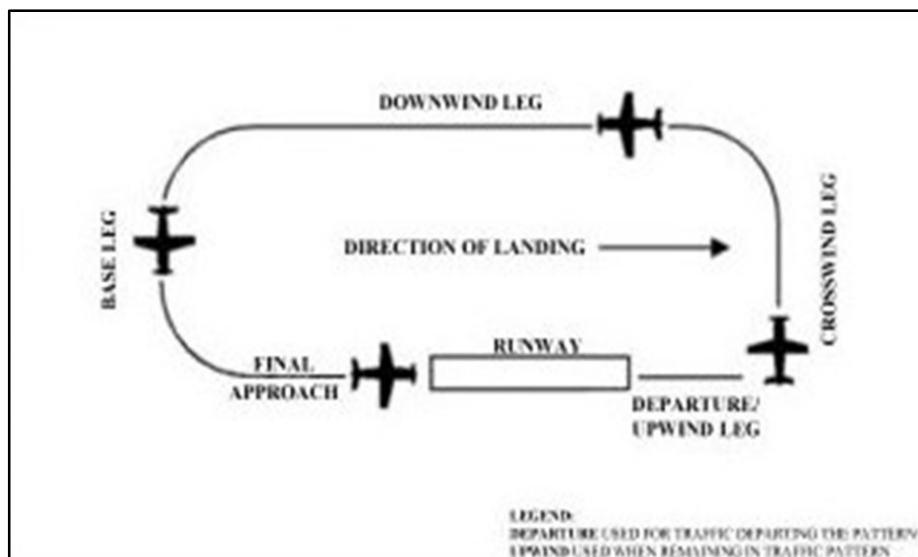 DOWNWIND LEG
BASE LEG
DIRECTION OF LANDING
CROSSWIND LEG
RUNWAY
FINAL
APPROACH
DEPARTURE/
UPWIND LEG
LEGEND:
DEPARTURE USED FOR TRAFFIC DEPARTING THE PATTERN
UPWIND USED WHEN REMAINING IN TRAFFIC PATTERN